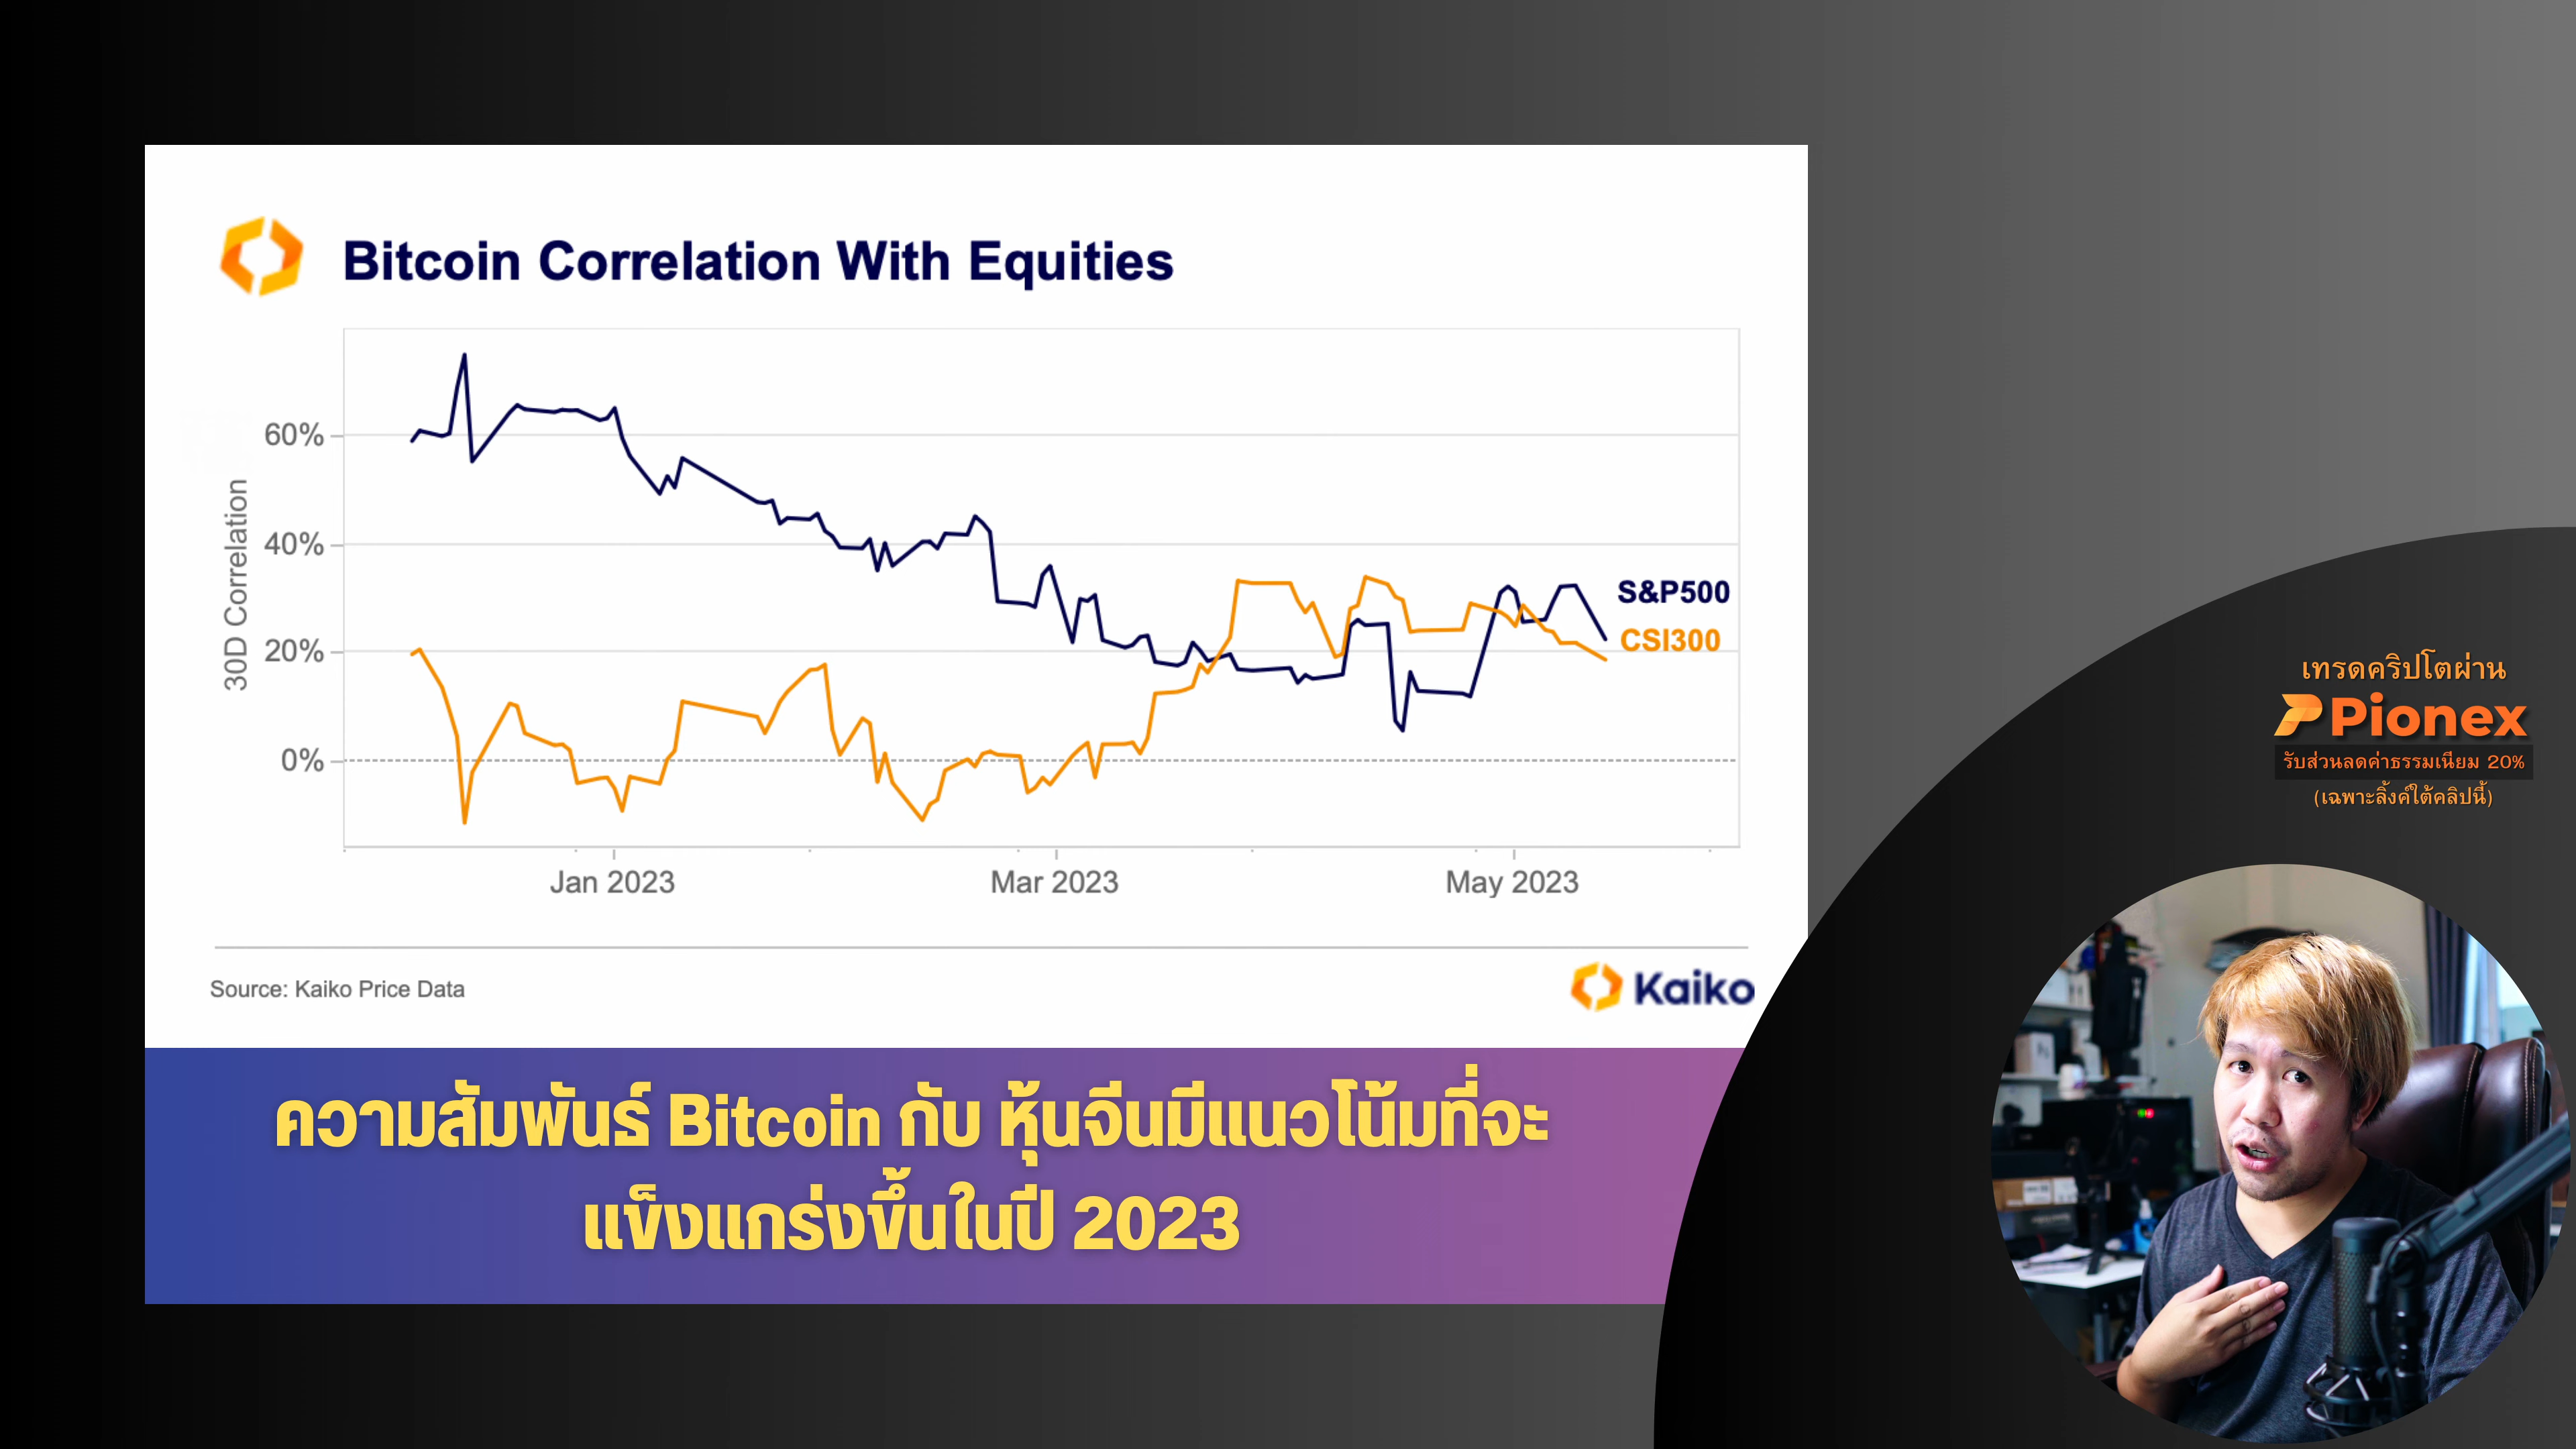 Bitcoin Correlation With Equities
30D Correlation
60%
40%
20%
0%
S&P500
CSI300
Jan 2023
Mar 2023
May 2023
Source: Kaiko Price Data
Kaiko
ความสัมพันธ์ Bitcoin กับ หุ้นจีนมีแนวโน้มที่จะ
แข็งแกร่งขึ้นในปี 2023
เทรดคริปโตผ่าน
Pionex
รับส่วนลดค่าธรรมเนียม 20%
(เฉพาะลิ้งค์ใต้คลิปนี้)